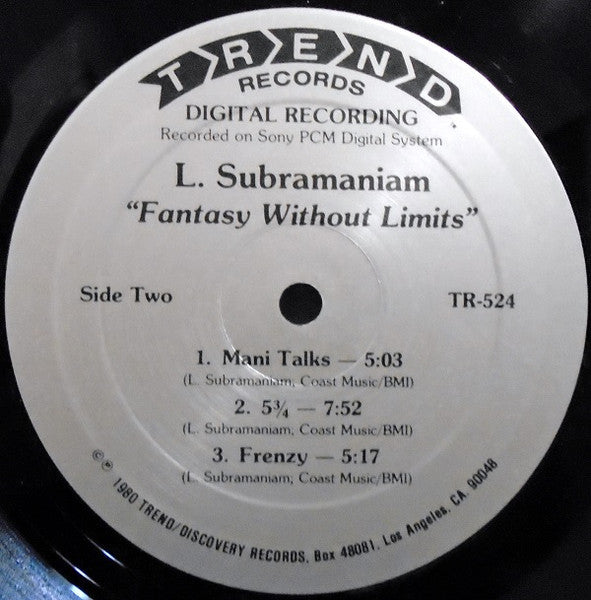 TREND
RECORDS
DIGITAL RECORDING
Recorded on Sony PCM Digital System
L. Subramaniam
“Fantasy Without Limits”
Side Two
TR-524
1. Mani Talks — 5:03
(L. Subramaniam, Coast Music/BMI)
2. 5¾ — 7:52
(L. Subramaniam, Coast Music/BMI)
3. Frenzy — 5:17
(L. Subramaniam, Coast Music/BMI)
©℗ 1980 TREND/DISCOVERY RECORDS, Box 48081, Los Angeles, CA. 90048